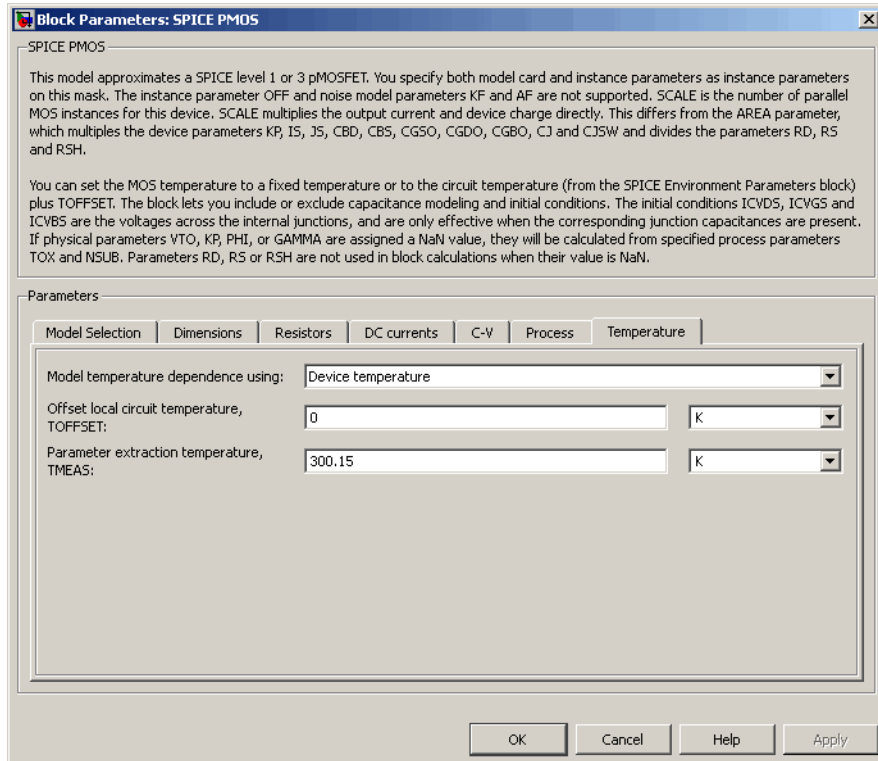 Block Parameters: SPICE PMOS
SPICE PMOS
This model approximates a SPICE level 1 or 3 pMOSFET. You specify both model card and instance parameters as instance parameters
on this mask. The instance parameter OFF and noise model parameters KF and AF are not supported. SCALE is the number of parallel
MOS instances for this device. SCALE multiplies the output current and device charge directly. This differs from the AREA parameter,
which multiples the device parameters KP, IS, JS, CBD, CBS, CGSO, CGDO, CGBO, CJ and CJSW and divides the parameters RD, RS
and RSH.
You can set the MOS temperature to a fixed temperature or to the circuit temperature (from the SPICE Environment Parameters block)
plus TOFFSET. The block lets you include or exclude capacitance modeling and initial conditions. The initial conditions ICVDS, ICVGS and
ICVBS are the voltages across the internal junctions, and are only effective when the corresponding junction capacitances are present.
If physical parameters VTO, KP, PHI, or GAMMA are assigned a NaN value, they will be calculated from specified process parameters
TOX and NSUB. Parameters RD, RS or RSH are not used in block calculations when their value is NaN.
Parameters
Model Selection Dimensions Resistors DC currents C-V Process Temperature
Model temperature dependence using: Device temperature
Offset local circuit temperature,
TOFFSET: 0 K
Parameter extraction temperature,
TMEAS: 300.15 K
OK Cancel Help Apply